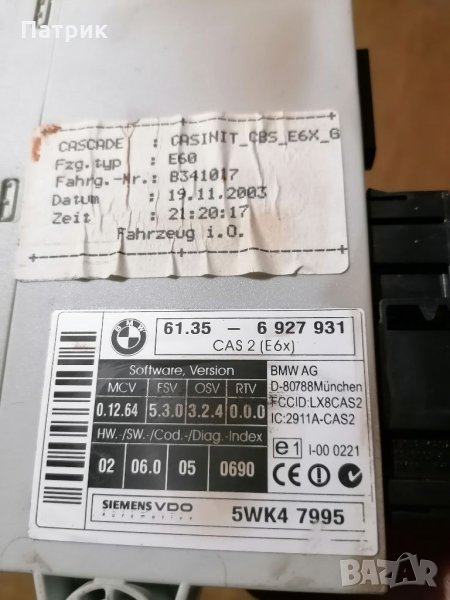 Патрик
CASCADE : CASINIT_CBS_E6X_G
Fzg.typ : E60
Fahrg.-Nr.: B341017
Datum : 19.11.2003
Zeit : 21:20:17
Fahrzeug i.O.
BMW
61.35 - 6 927 931
CAS 2 (E6x)
Software, Version
MCV FSV OSV RTV
0.12.64 5.3.0 3.2.4 0.0.0
HW.-/SW.-/Cod.-/Diag.-Index
02 06.0 05 0690
BMW AG
D-80788München
FCCID:LX8CAS2
IC:2911A-CAS2
e1 I-00 0221
SIEMENS VDO
Automotive
5WK4 7995
BAZAR